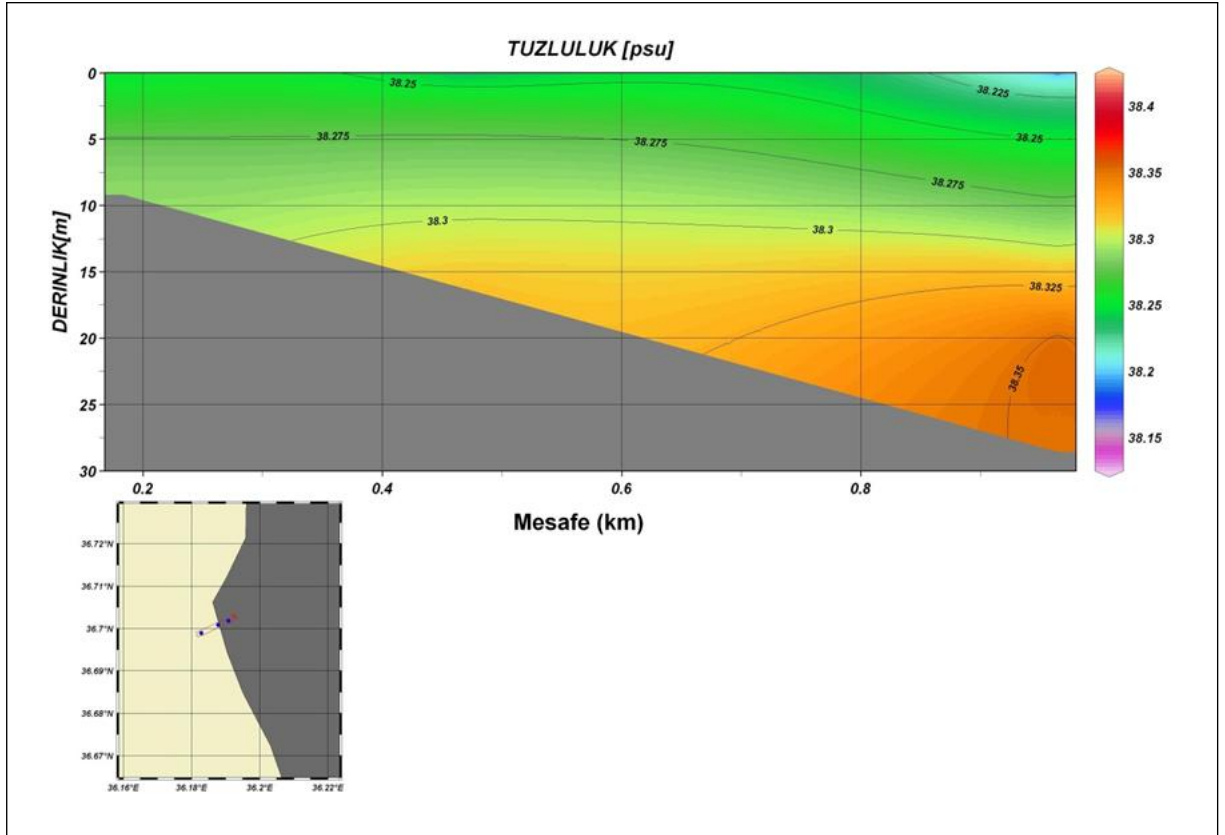 TUZLULUK [psu]
0
5
10
15
20
25
30
DERINLIK[m]
38.25
38.225
38.25
38.275
38.275
38.275
38.3
38.3
38.325
38.35
38.4
38.35
38.3
38.25
38.2
38.15
0.2
0.4
0.6
0.8
Mesafe (km)
36.72°N
36.71°N
36.7°N
36.69°N
36.68°N
36.67°N
36.16°E
36.18°E
36.2°E
36.22°E